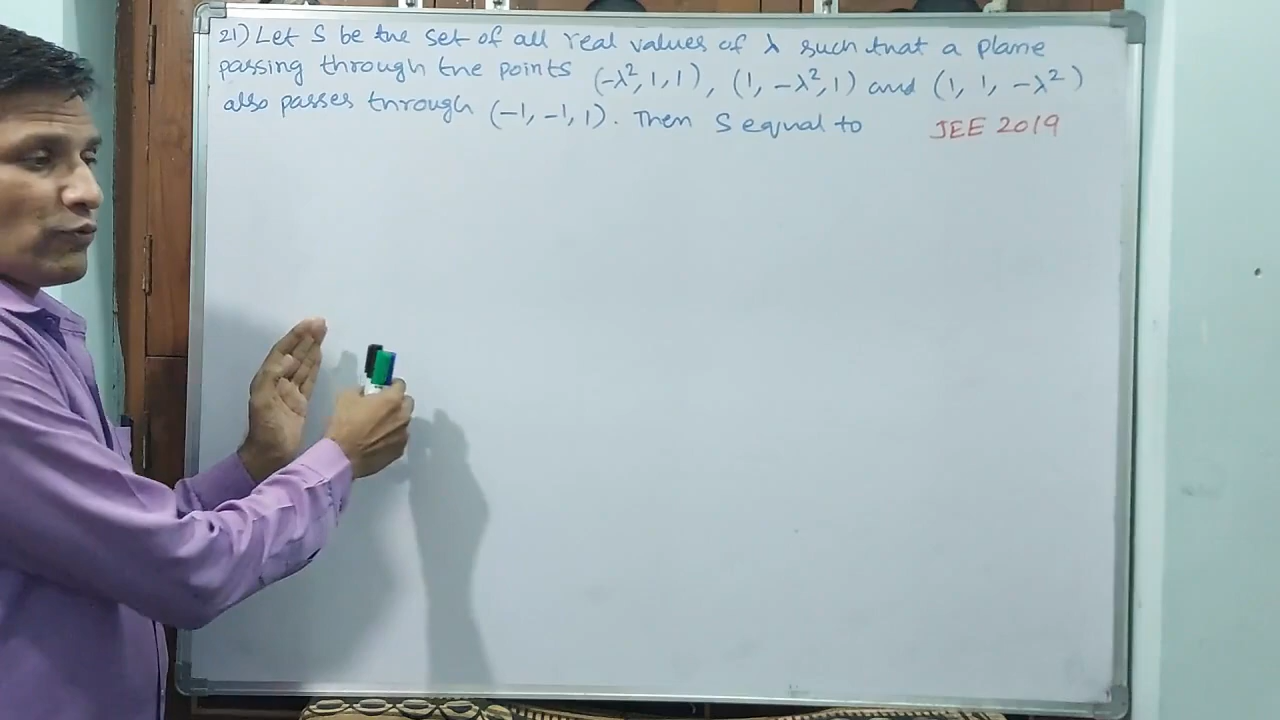 21) Let S be the set of all real values of λ such that a plane
passing through the points (-λ², 1, 1), (1, -λ², 1) and (1, 1, -λ²)
also passes through (-1, -1, 1). Then S equal to JEE 2019